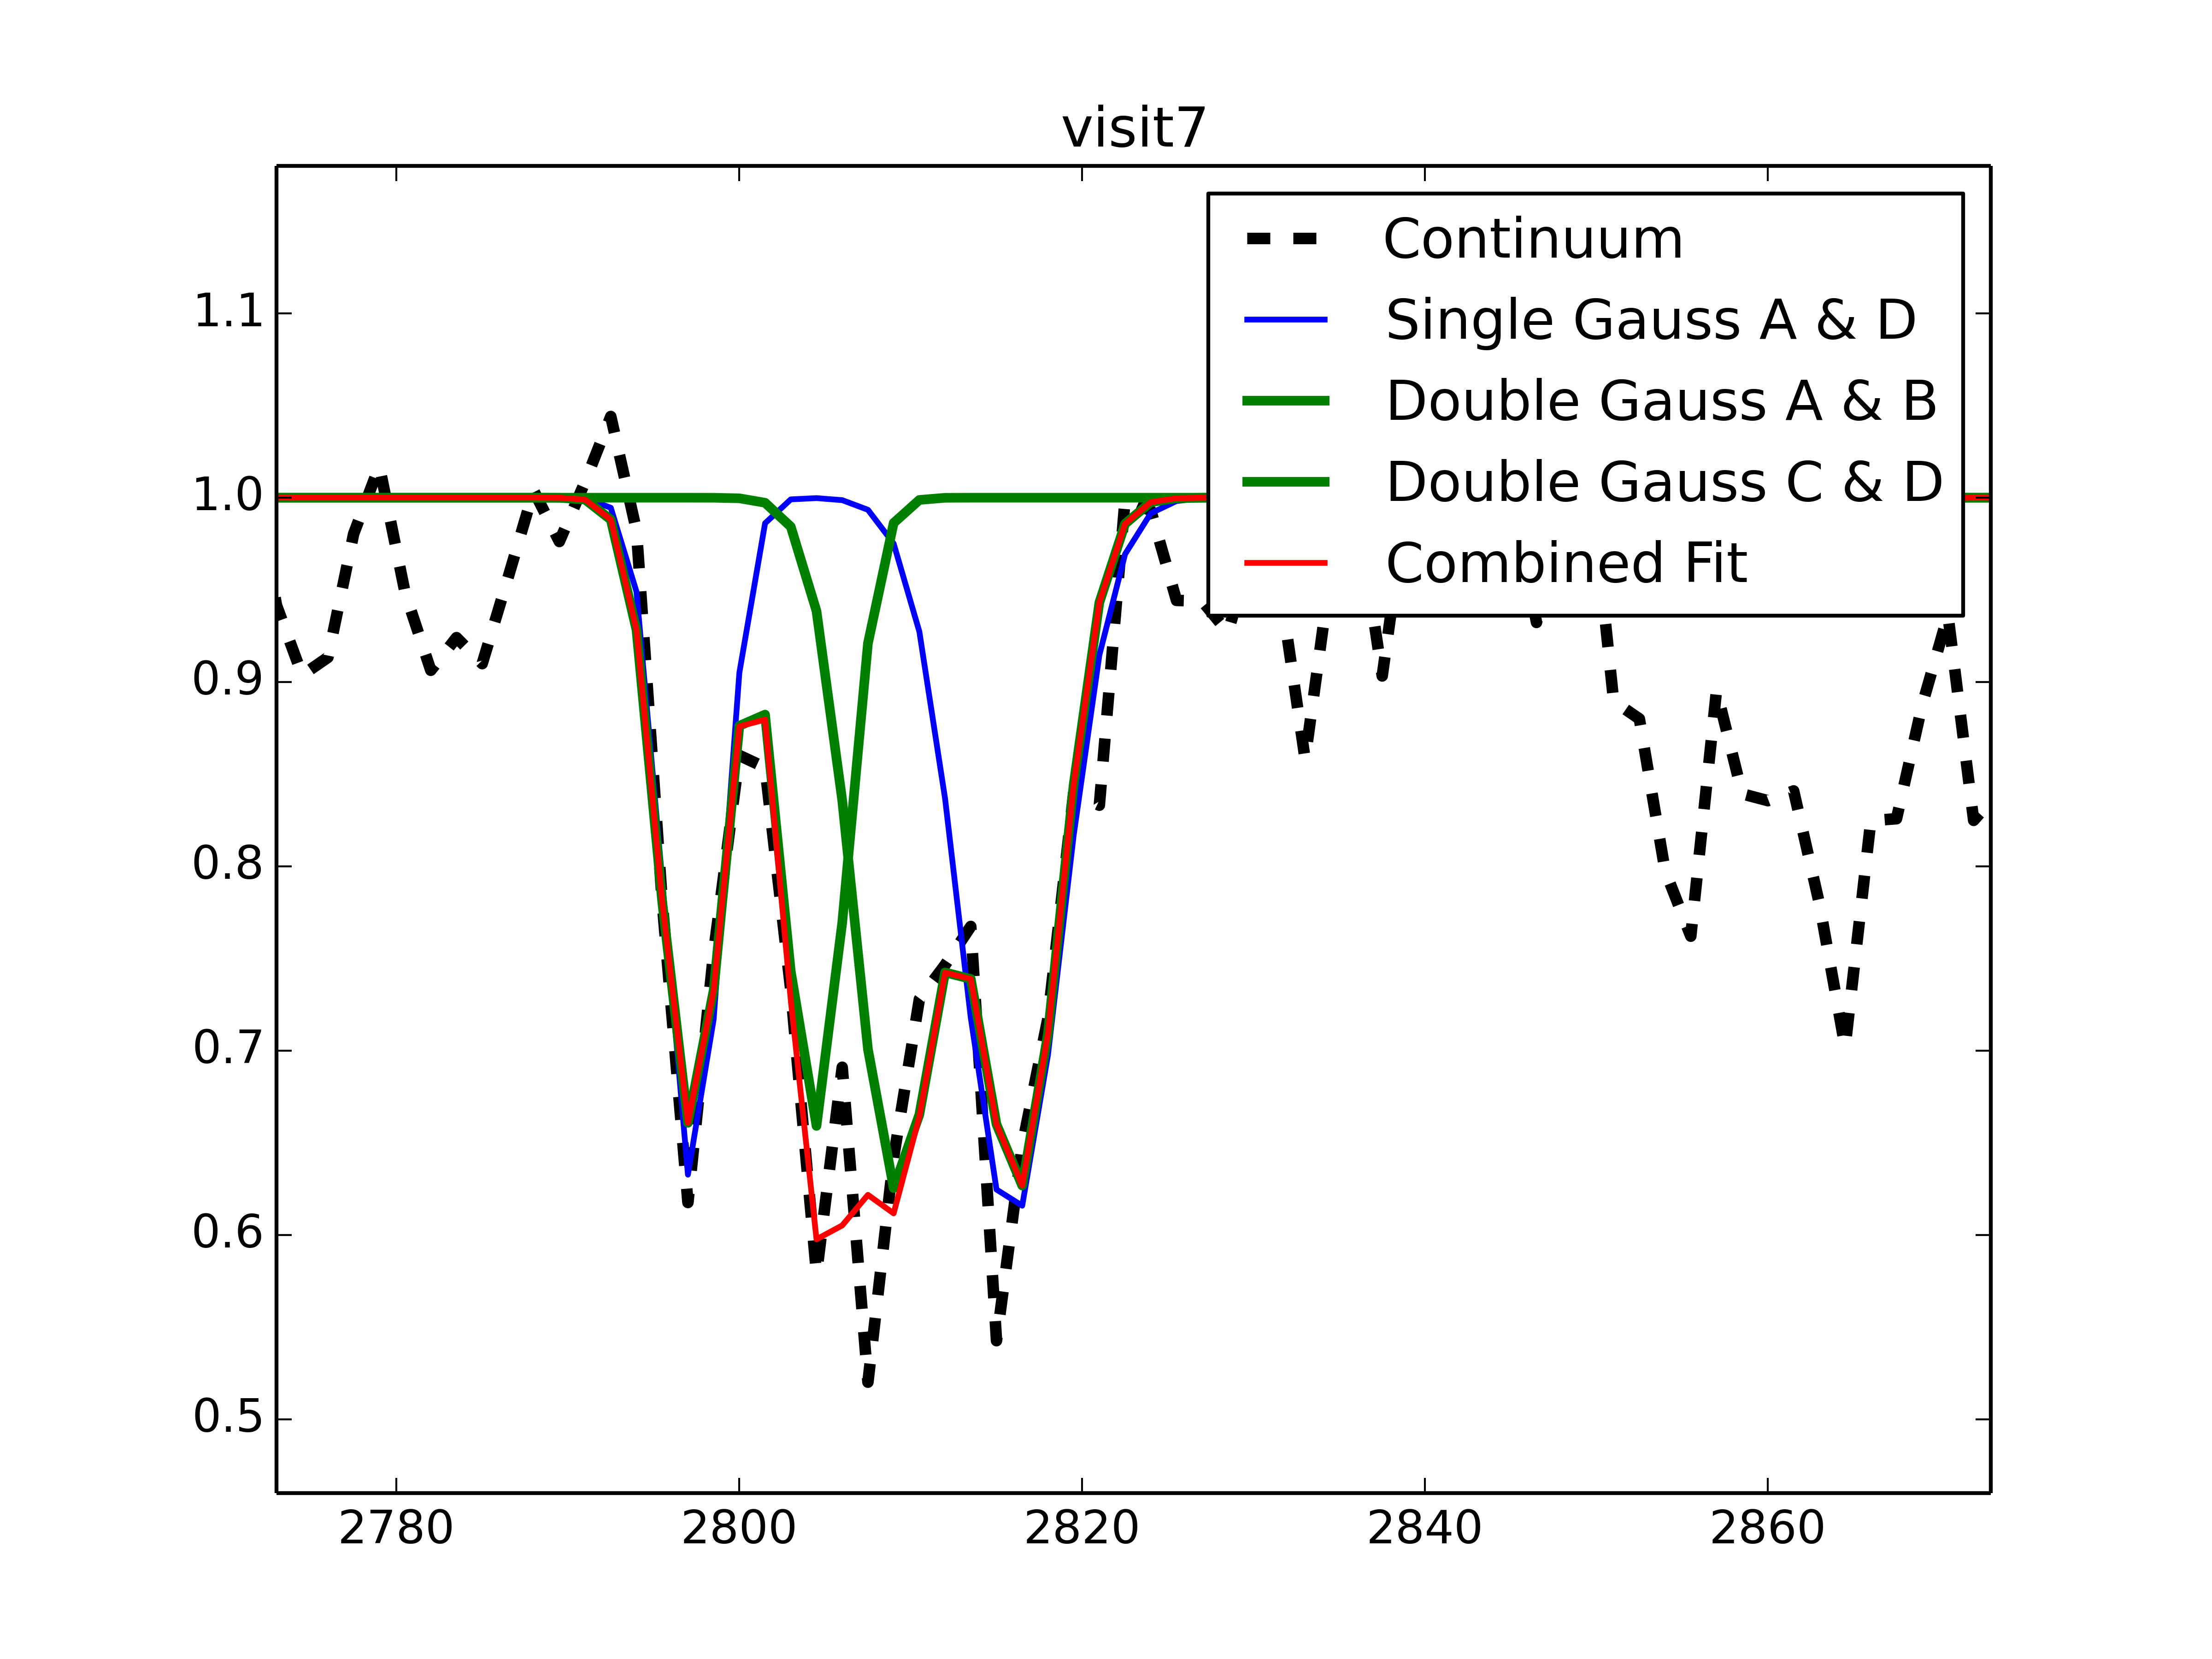 visit7
Continuum
Single Gauss A & D
Double Gauss A & B
Double Gauss C & D
Combined Fit
1.1
1.0
0.9
0.8
0.7
0.6
0.5
2780 2800 2820 2840 2860